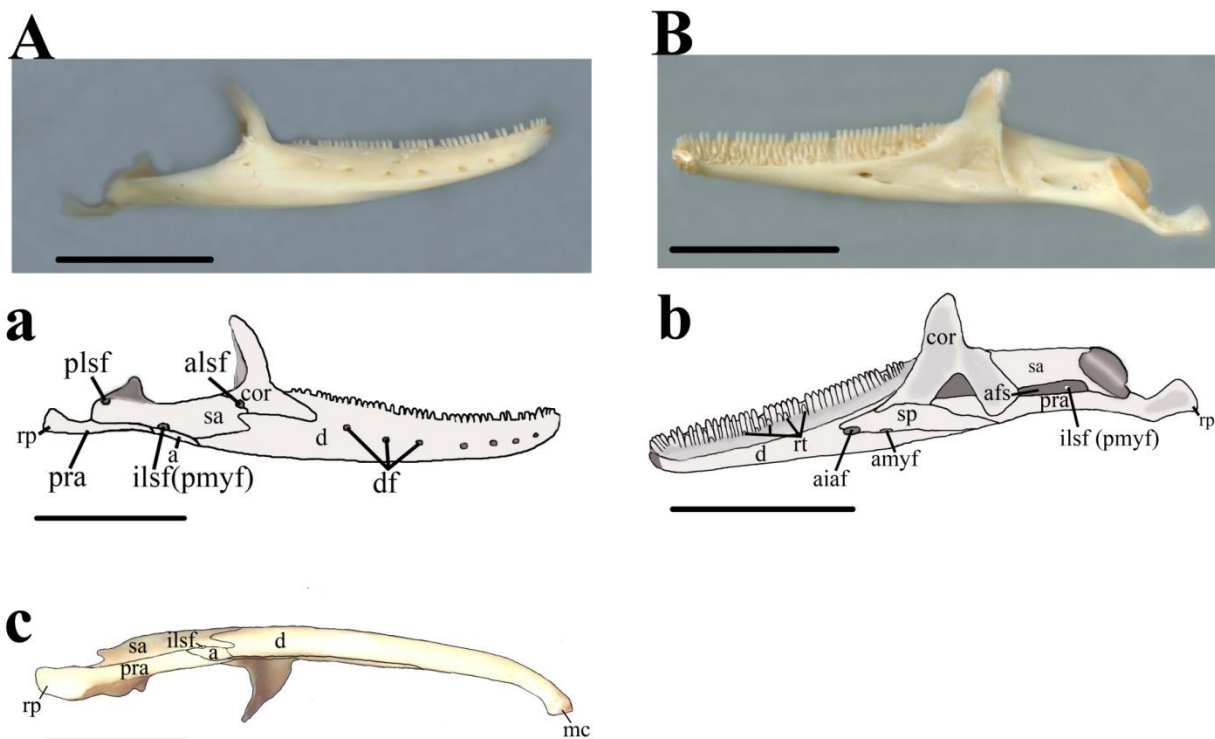 A
B
a
plsf
alsf
cor
sa
d
rp
pra
a
ilsf(pmyf)
df
b
cor
sa
afs
pra
sp
rt
d
aiaf
amyf
ilsf (pmyf)
rp
c
sa
ilsf
d
a
pra
rp
mc